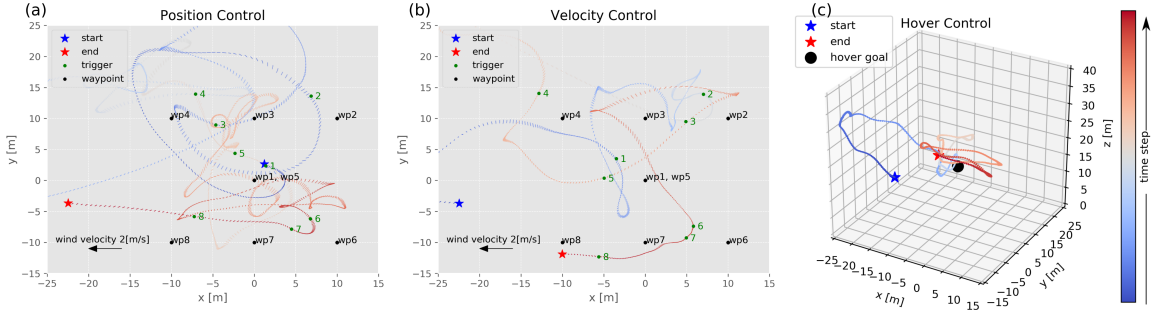 (a)
Position Control
start
end
trigger
waypoint
4
2
wp4
wp3
wp2
3
5
1
wp1, wp5
8
6
7
wp8
wp7
wp6
wind velocity 2[m/s]
25
20
15
10
5
0
−5
−10
−15
y [m]
−25
−20
−15
−10
−5
0
5
10
15
x [m]
(b)
Velocity Control
start
end
trigger
waypoint
4
2
wp4
wp3
wp2
3
1
5
wp1, wp5
6
7
8
wp8
wp7
wp6
wind velocity 2[m/s]
25
20
15
10
5
0
−5
−10
−15
y [m]
−25
−20
−15
−10
−5
0
5
10
15
x [m]
(c)
Hover Control
start
end
hover goal
40
35
30
25
20
15
10
5
0
z [m]
−25
−20
−15
−10
−5
0
5
10
15
x [m]
−15
−10
−5
0
5
10
15
20
25
y [m]
time step